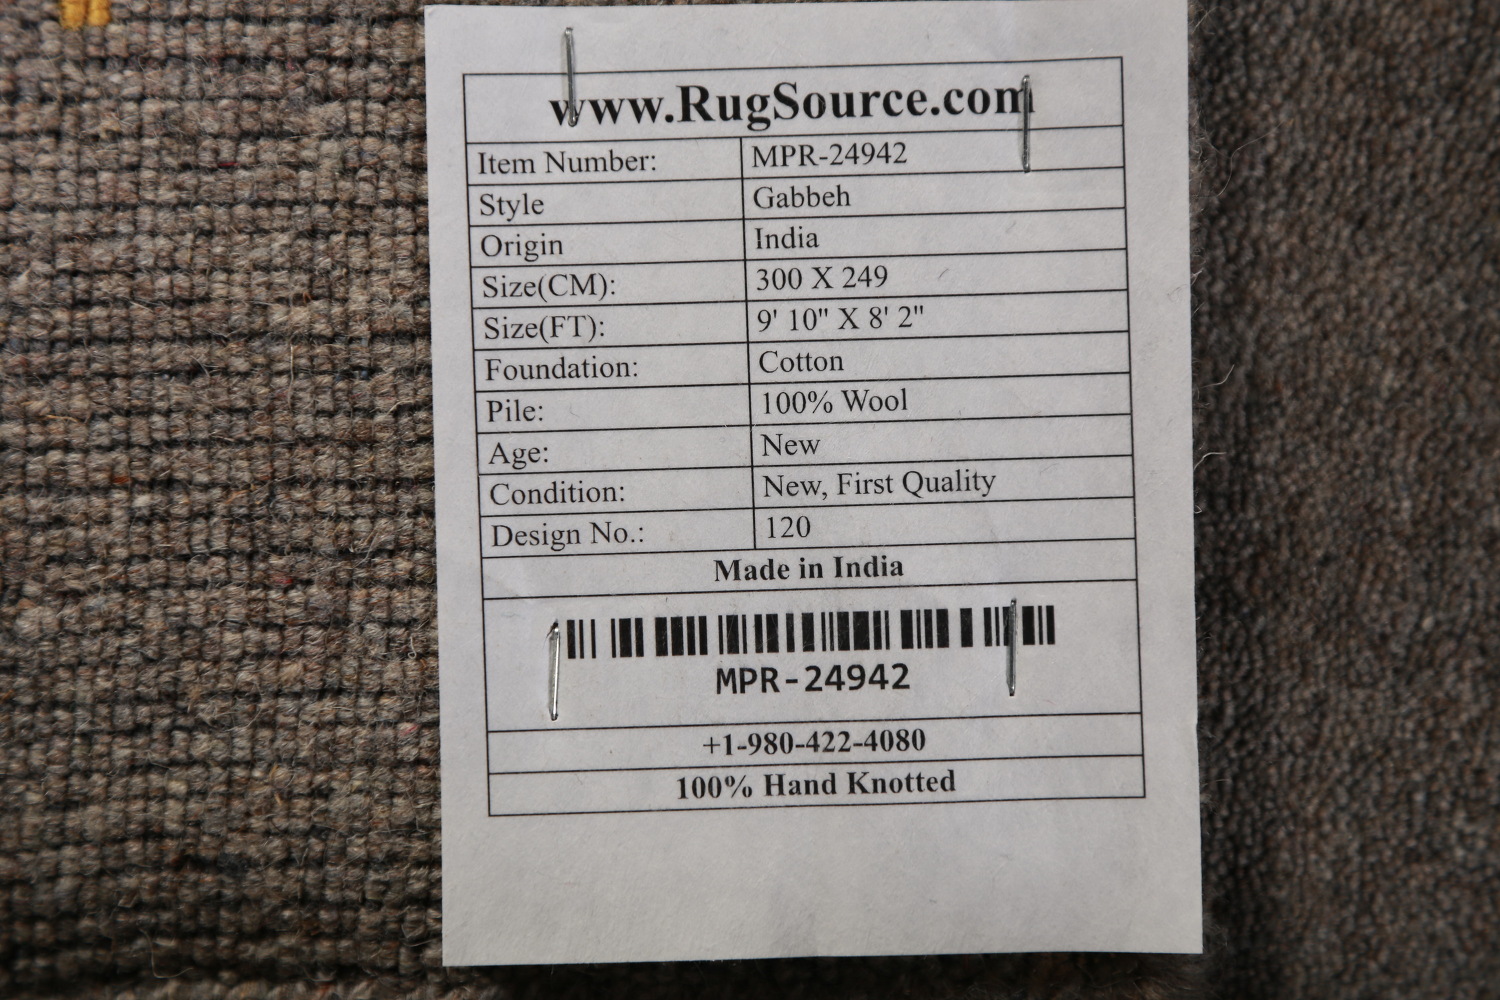 www.RugSource.com
Item Number: MPR-24942
Style Gabbeh
Origin India
Size(CM): 300 X 249
Size(FT): 9' 10" X 8' 2"
Foundation: Cotton
Pile: 100% Wool
Age: New
Condition: New, First Quality
Design No.: 120
Made in India
MPR-24942
+1-980-422-4080
100% Hand Knotted